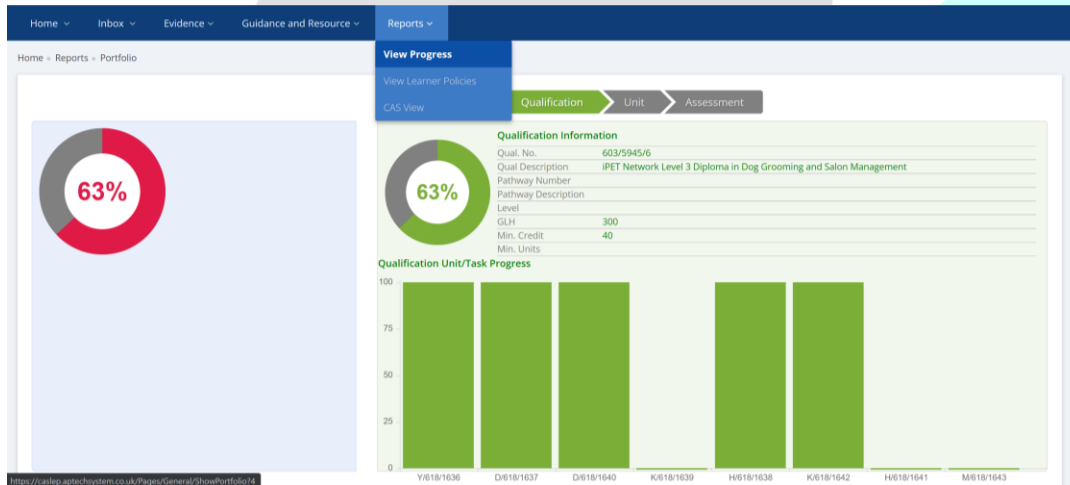 Home Inbox Evidence Guidance and Resource Reports
Home » Reports » Portfolio
View Progress
View Learner Policies
CAS View
Qualification Unit Assessment
63%
63%
Qualification Information
Qual. No. 603/5945/6
Qual Description iPET Network Level 3 Diploma in Dog Grooming and Salon Management
Pathway Number
Pathway Description
Level
GLH 300
Min. Credit 40
Min. Units
Qualification Unit/Task Progress
100
75
50
25
0
Y/618/1636 D/618/1637 D/618/1640 K/618/1639 H/618/1638 K/618/1642 H/618/1641 M/618/1643
https://caslep.aptechsystem.co.uk/Pages/General/ShowPortfolio?4